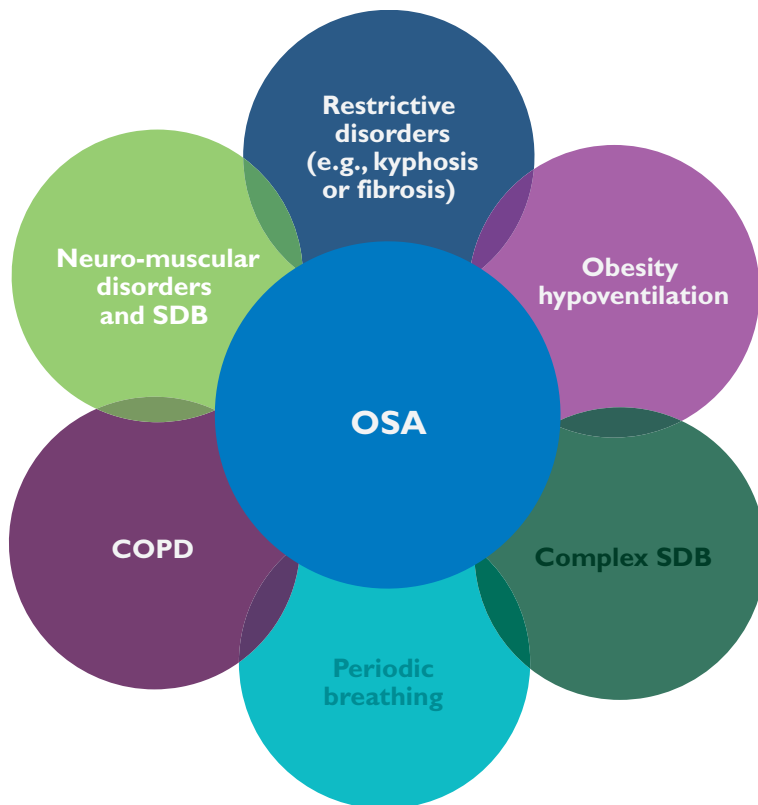 Restrictive
disorders
(e.g., kyphosis
or fibrosis)
Neuro-muscular
disorders
and SDB
Obesity
hypoventilation
OSA
COPD
Complex SDB
Periodic
breathing